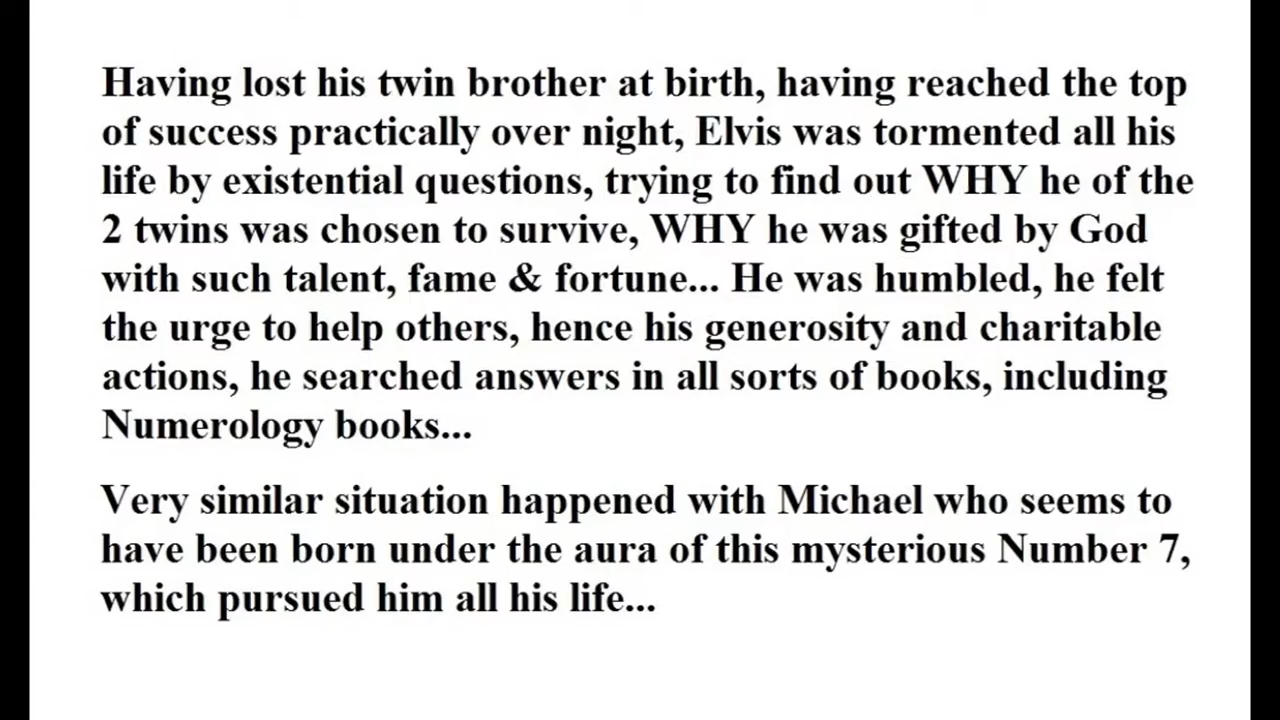 Having lost his twin brother at birth, having reached the top
of success practically over night, Elvis was tormented all his
life by existential questions, trying to find out WHY he of the
2 twins was chosen to survive, WHY he was gifted by God
with such talent, fame & fortune... He was humbled, he felt
the urge to help others, hence his generosity and charitable
actions, he searched answers in all sorts of books, including
Numerology books...
Very similar situation happened with Michael who seems to
have been born under the aura of this mysterious Number 7,
which pursued him all his life...